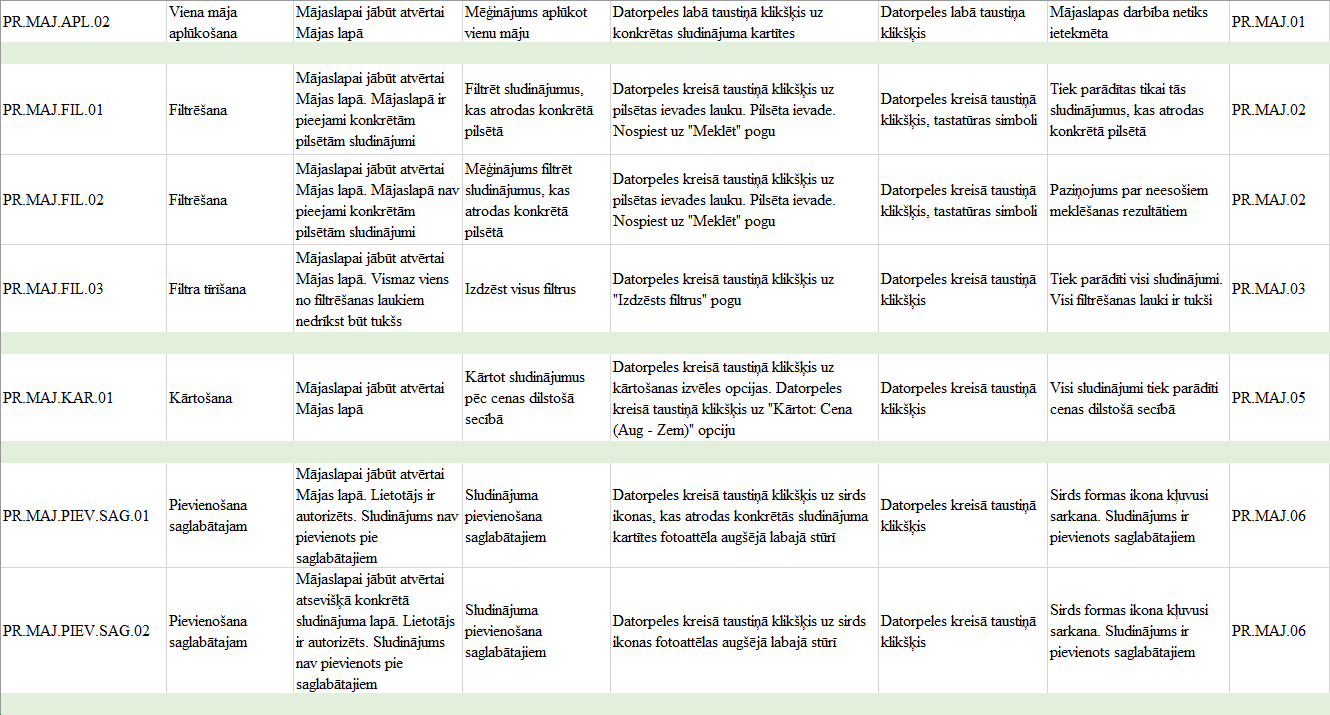 PR.MAJ.APL.02
Viena māja
aplūkošana
Mājaslapai jābūt atvērtai
Mājas lapā
Mēģinājums aplūkot
vienu māju
Datorpeles labā taustiņā klikšķis uz
konkrētas sludinājuma kartītes
Datorpeles labā taustiņa
klikšķis
Mājaslapas darbība netiks
ietekmēta
PR.MAJ.01
PR.MAJ.FIL.01
Filtrēšana
Mājaslapai jābūt atvērtai
Mājas lapā. Mājaslapā ir
pieejami konkrētām
pilsētām sludinājumi
Filtrēt sludinājumus,
kas atrodas konkrētā
pilsētā
Datorpeles kreisā taustiņā klikšķis uz
pilsētas ievades lauku. Pilsēta ievade.
Nospiest uz "Meklēt" pogu
Datorpeles kreisā taustiņā
klikšķis, tastatūras simboli
Tiek parādītas tikai tās
sludinājumus, kas atrodas
konkrētā pilsētā
PR.MAJ.02
PR.MAJ.FIL.02
Filtrēšana
Mājaslapai jābūt atvērtai
Mājas lapā. Mājaslapā nav
pieejami konkrētām
pilsētām sludinājumi
Mēģinājums filtrēt
sludinājumus, kas
atrodas konkrētā
pilsētā
Datorpeles kreisā taustiņā klikšķis uz
pilsētas ievades lauku. Pilsēta ievade.
Nospiest uz "Meklēt" pogu
Datorpeles kreisā taustiņā
klikšķis, tastatūras simboli
Paziņojums par neesošiem
meklēšanas rezultātiem
PR.MAJ.02
PR.MAJ.FIL.03
Filtra tīrīšana
Mājaslapai jābūt atvērtai
Mājas lapā. Vismaz viens
no filtrēšanas laukiem
nedrīkst būt tukšs
Izdzēst visus filtrus
Datorpeles kreisā taustiņā klikšķis uz
"Izdzēsts filtrus" pogu
Datorpeles kreisā taustiņā
klikšķis
Tiek parādīti visi sludinājumi.
Visi filtrēšanas lauki ir tukši
PR.MAJ.03
PR.MAJ.KAR.01
Kārtošana
Mājaslapai jābūt atvērtai
Mājas lapā
Kārtot sludinājumus
pēc cenas dilstošā
secībā
Datorpeles kreisā taustiņā klikšķis uz
kārtošanas izvēles opcijas. Datorpeles
kreisā taustiņā klikšķis uz "Kārtot: Cena
(Aug - Zem)" opciju
Datorpeles kreisā taustiņā
klikšķis
Visi sludinājumi tiek parādīti
cenas dilstošā secībā
PR.MAJ.05
PR.MAJ.PIEV.SAG.01
Pievienošana
saglabātajam
Mājaslapai jābūt atvērtai
Mājas lapā. Lietotājs ir
autorizēts. Sludinājums nav
pievienots pie
saglabātajiem
Sludinājuma
pievienošana
saglabātajiem
Datorpeles kreisā taustiņā klikšķis uz sirds
ikonas, kas atrodas konkrētās sludinājuma
kartītes fotoattēla augšējā labajā stūrī
Datorpeles kreisā taustiņā
klikšķis
Sirds formas ikona kļuvusi
sarkana. Sludinājums ir
pievienots saglabātajiem
PR.MAJ.06
PR.MAJ.PIEV.SAG.02
Pievienošana
saglabātajam
Mājaslapai jābūt atvērtai
atsevišķā konkrētā
sludinājuma lapā. Lietotājs
ir autorizēts. Sludinājums
nav pievienots pie
saglabātajiem
Sludinājuma
pievienošana
saglabātajiem
Datorpeles kreisā taustiņā klikšķis uz sirds
ikonas fotoattēlas augšējā labajā stūrī
Datorpeles kreisā taustiņā
klikšķis
Sirds formas ikona kļuvusi
sarkana. Sludinājums ir
pievienots saglabātajiem
PR.MAJ.06